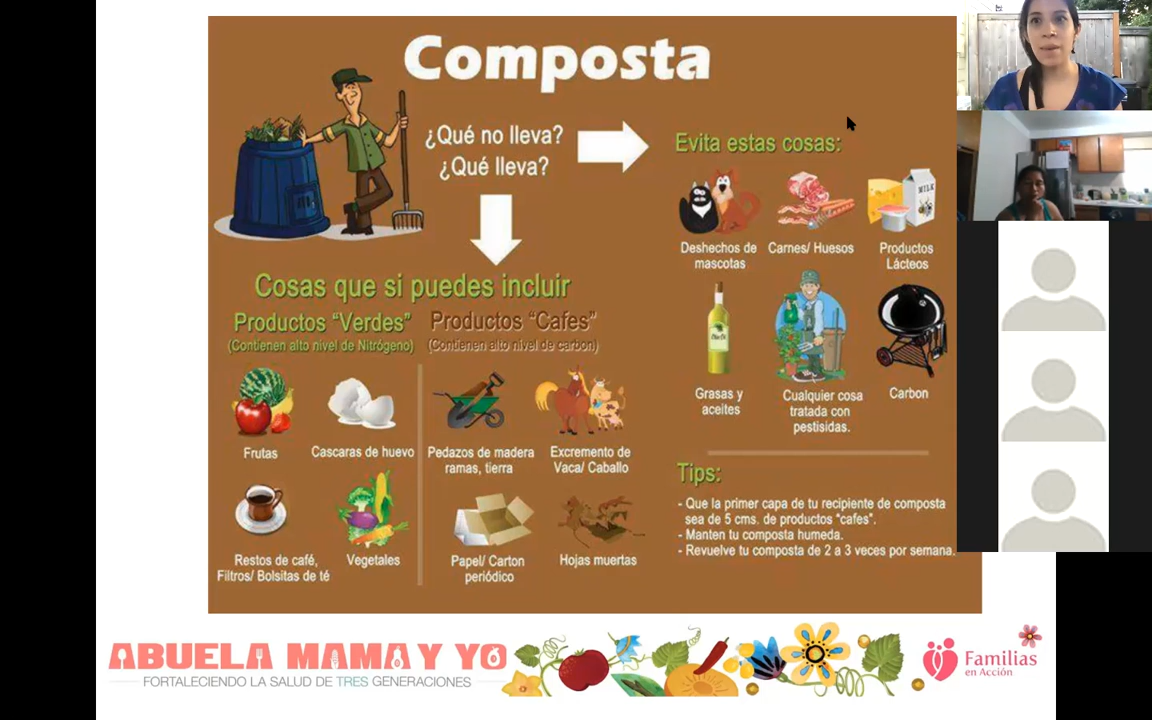 Composta
¿Qué no lleva?
¿Qué lleva?
Evita estas cosas:
MILK
Deshechos de
mascotas
Carnes/ Huesos
Productos
Lácteos
Grasas y
aceites
Cualquier cosa
tratada con
pestisidas.
Carbon
Cosas que si puedes incluir
Productos "Verdes"
(Contienen alto nivel de Nitrógeno)
Productos "Cafes"
(Contienen alto nivel de carbon)
Frutas
Cascaras de huevo
Pedazos de madera
ramas, tierra
Excremento de
Vaca/ Caballo
Restos de café,
Filtros/ Bolsitas de té
Vegetales
Papel/ Carton
periódico
Hojas muertas
Tips:
- Que la primer capa de tu recipiente de composta
sea de 5 cms. de productos "cafes".
- Manten tu composta humeda.
- Revuelve tu composta de 2 a 3 veces por semana.
ABUELA MAMA Y YO
FORTALECIENDO LA SALUD DE TRES GENERACIONES
Familias
en Acción